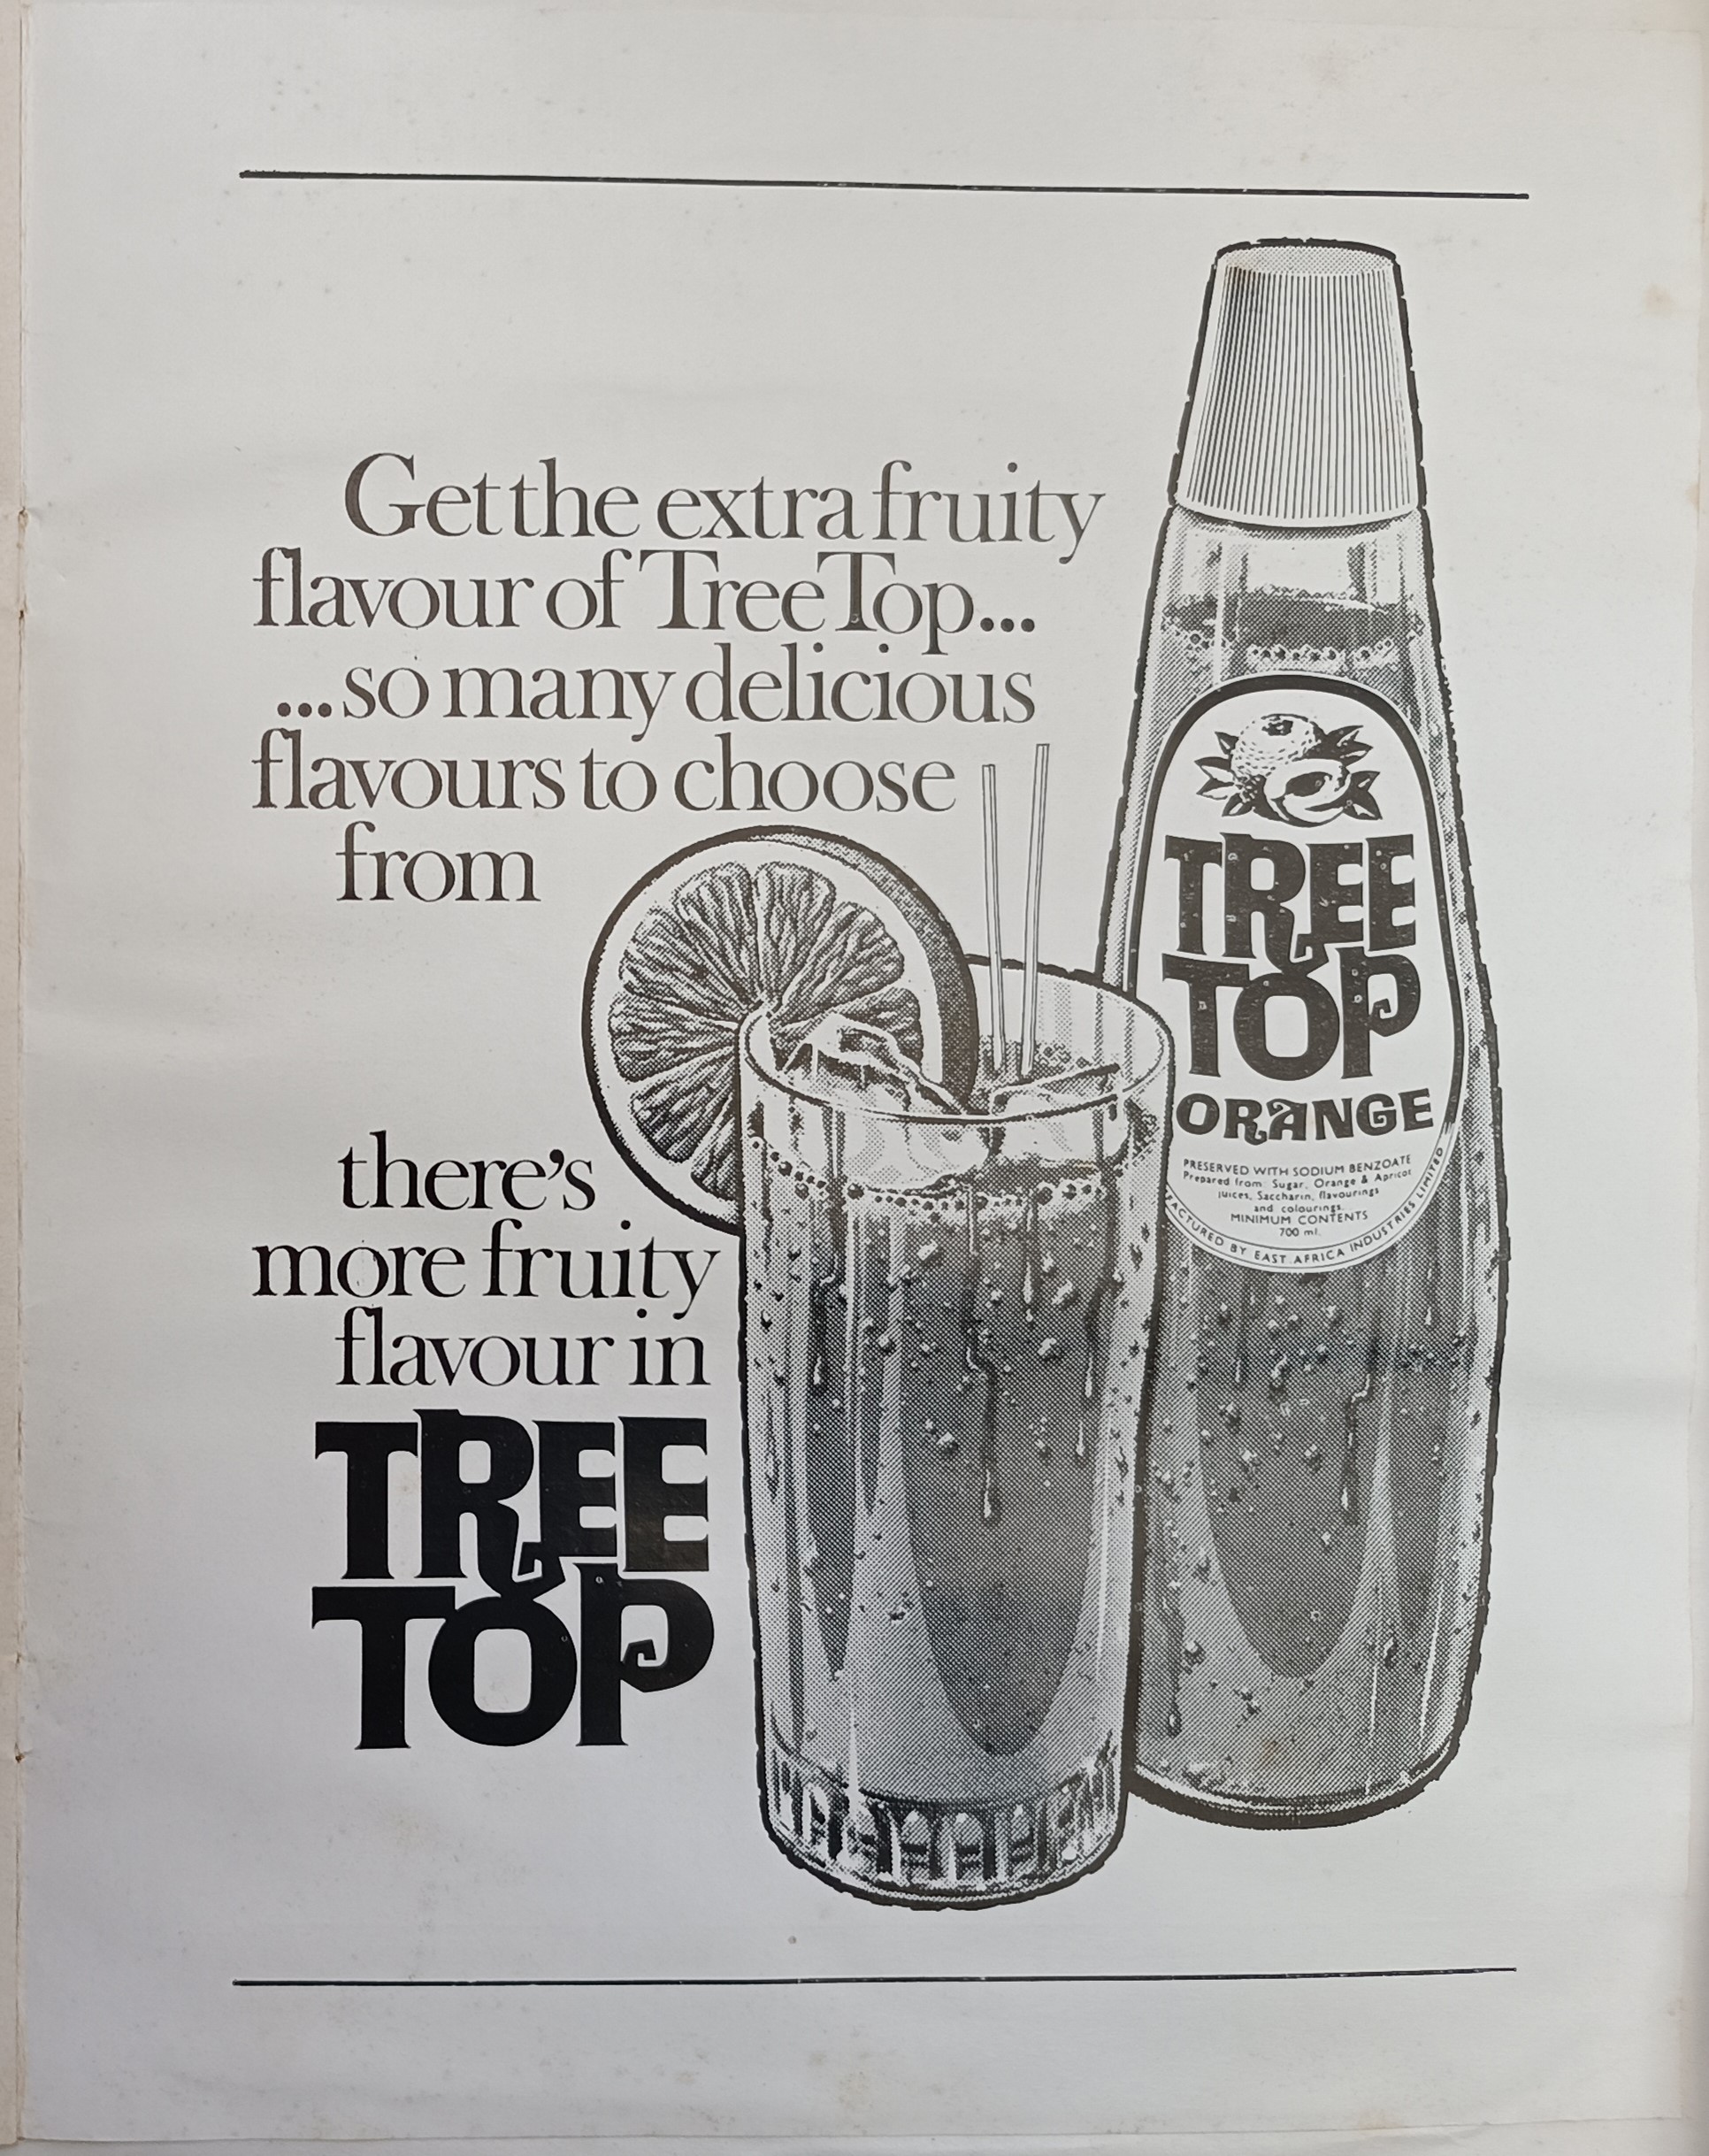 Get the extra fruity
flavour of Tree Top...
...so many delicious
flavours to choose
from
there's
more fruity
flavour in
TREE
TOP
TREE
TOP
ORANGE
PRESERVED WITH SODIUM BENZOATE
Prepared from: Sugar, Orange & Apricot
juices, Saccharin, flavourings
and colourings.
MINIMUM CONTENTS
700 ml.
BY EAST AFRICA INDUSTRIES LIMITED